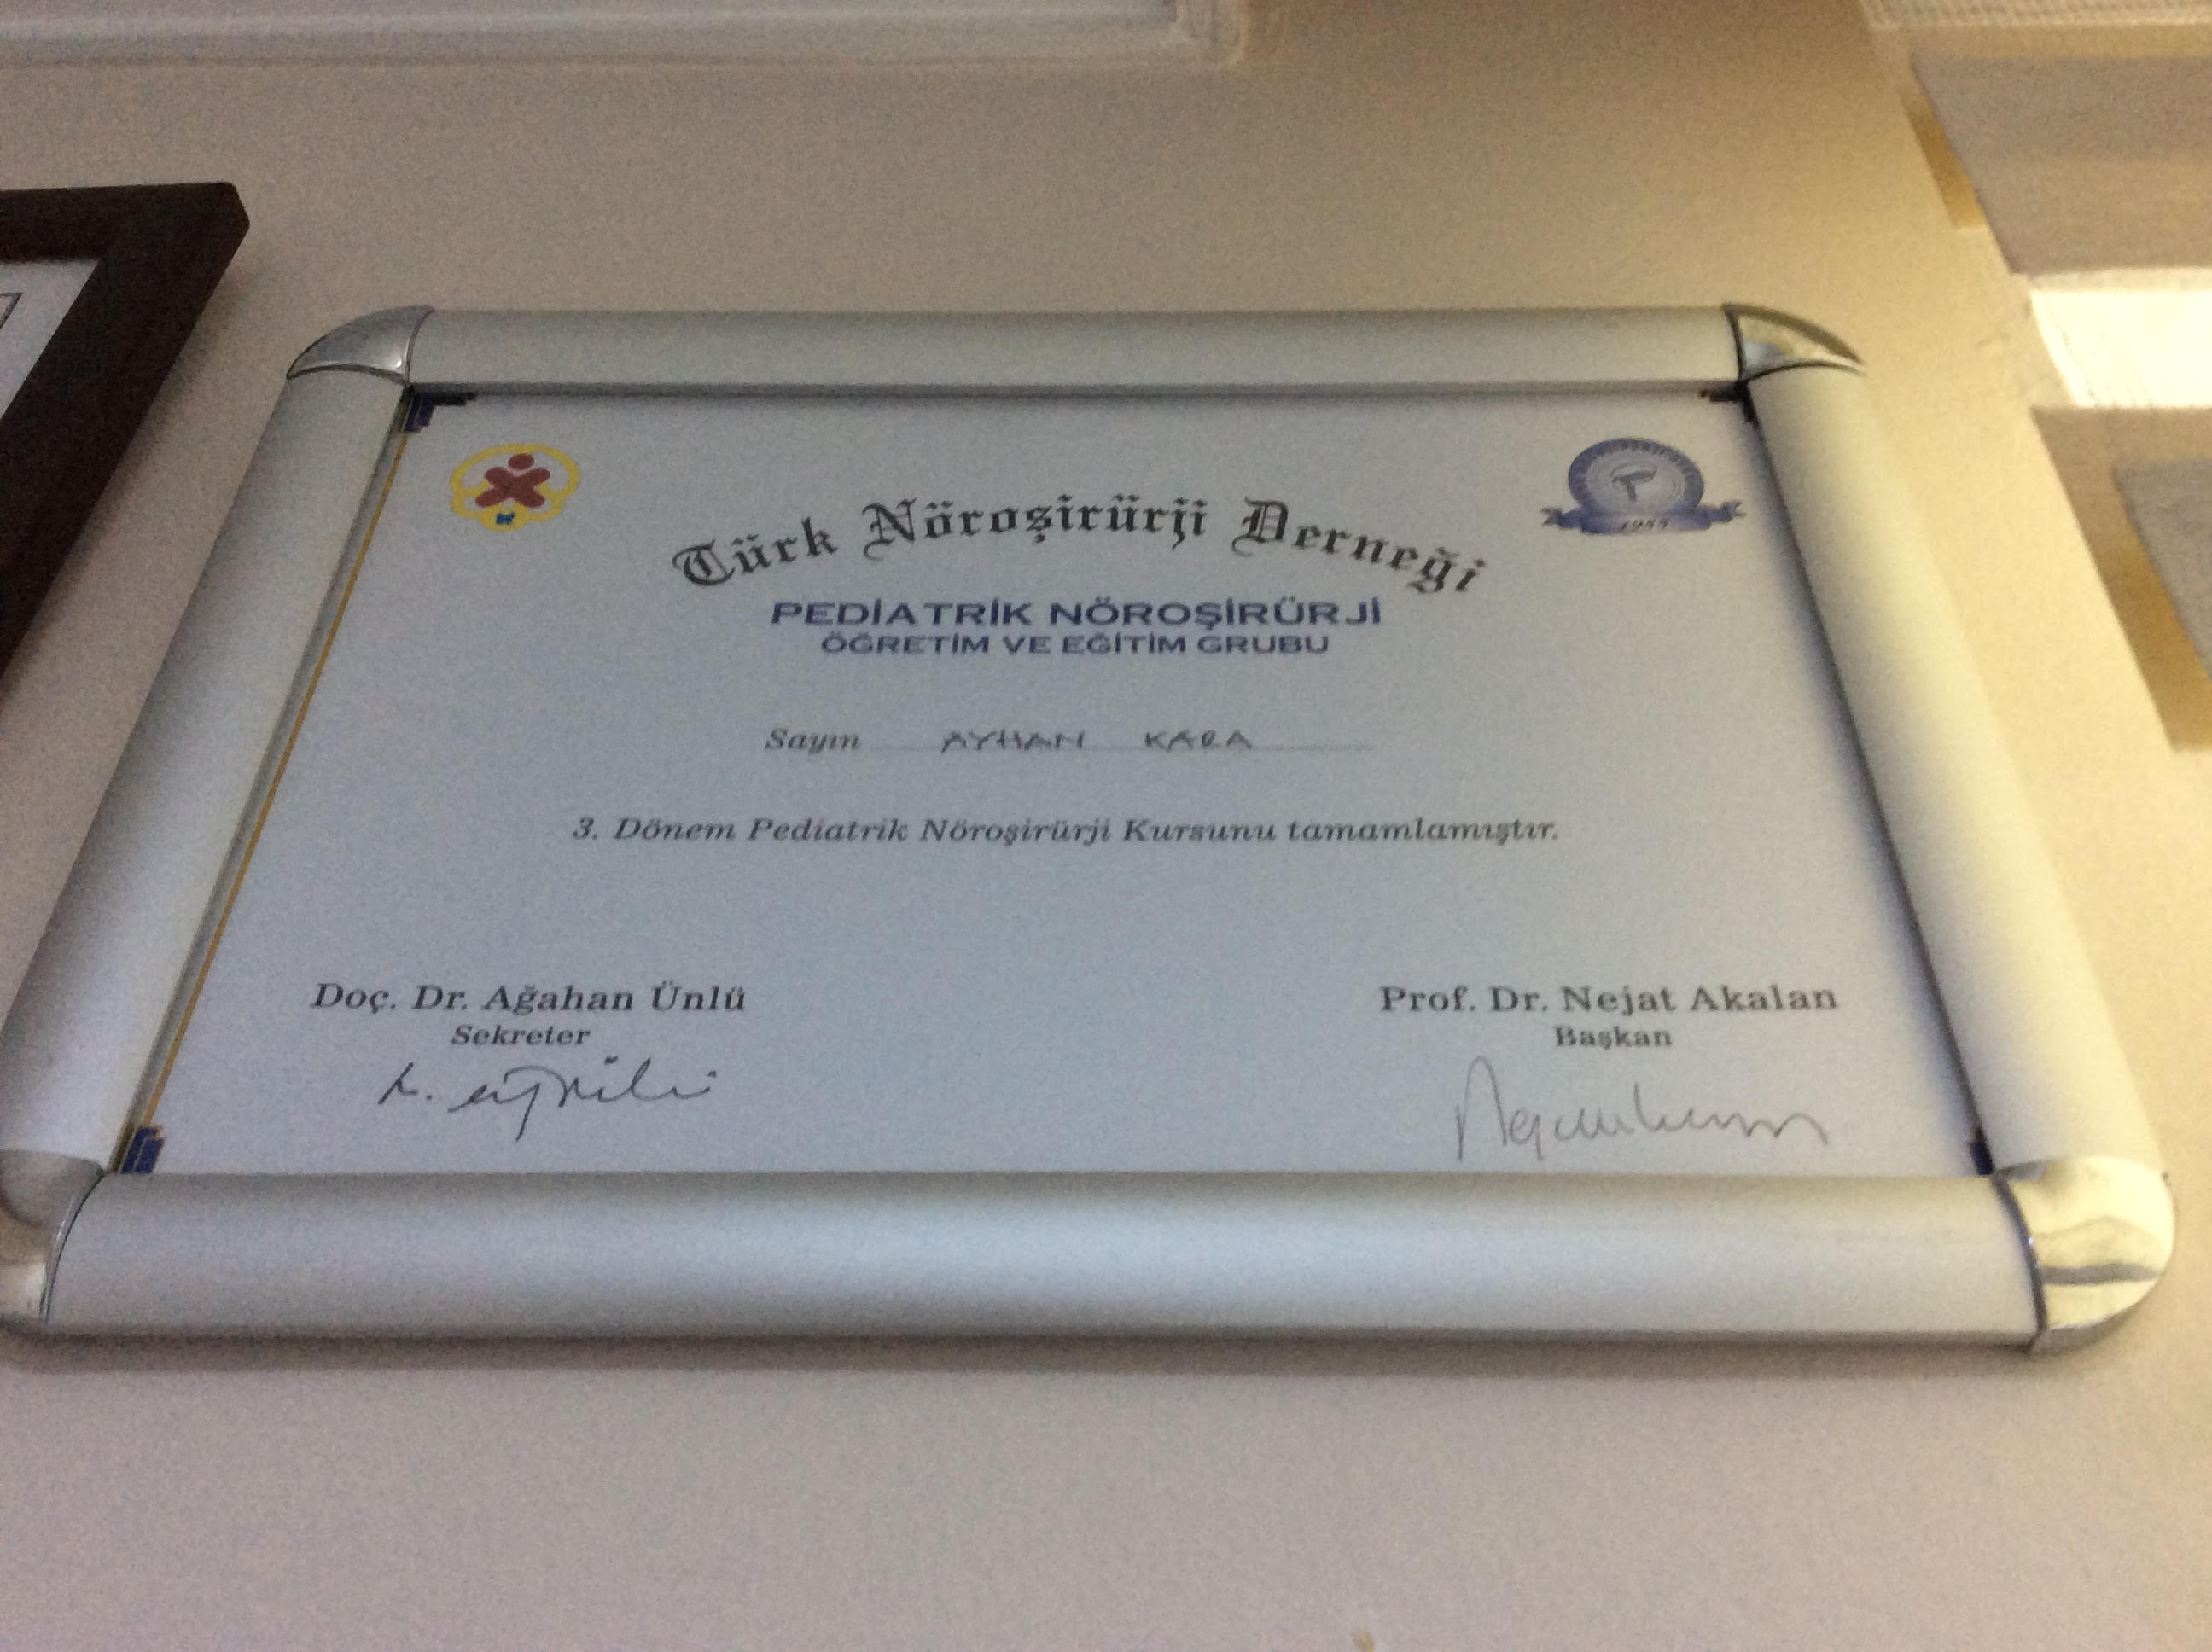 Türk Nöroşirürji Derneği
PEDİATRİK NÖROŞİRÜRJİ
ÖĞRETİM VE EĞİTİM GRUBU
Sayın AYHAN KARA
3. Dönem Pediatrik Nöroşirürji Kursunu tamamlamıştır.
Doç. Dr. Ağahan Ünlü
Sekreter
Prof. Dr. Nejat Akalan
Başkan